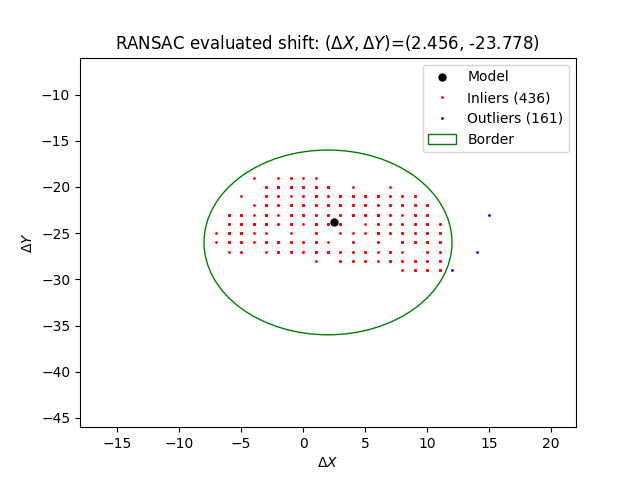 RANSAC evaluated shift: (ΔX, ΔY)=(2.456, -23.778)
Model
Inliers (436)
Outliers (161)
Border
−10
−15
−20
−25
−30
−35
−40
−45
ΔY
−15
−10
−5
0
5
10
15
20
ΔX